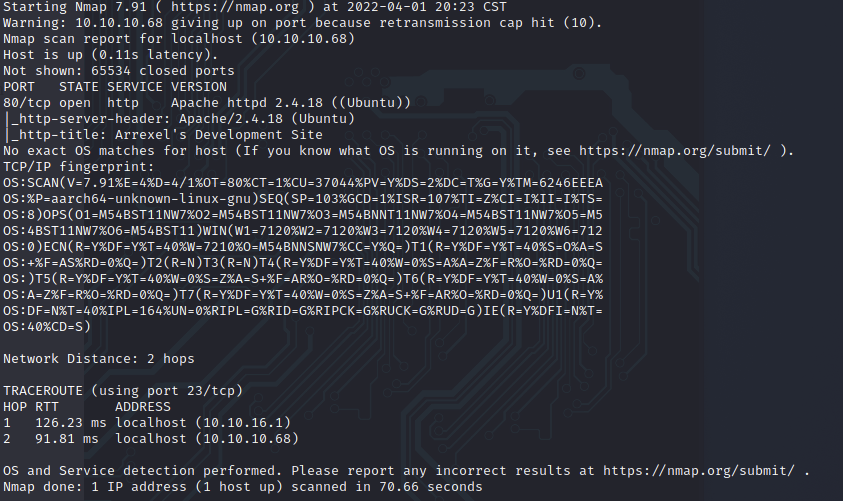 Starting Nmap 7.91 ( https://nmap.org ) at 2022-04-01 20:23 CST
Warning: 10.10.10.68 giving up on port because retransmission cap hit (10).
Nmap scan report for localhost (10.10.10.68)
Host is up (0.11s latency).
Not shown: 65534 closed ports
PORT   STATE SERVICE VERSION
80/tcp open  http    Apache httpd 2.4.18 ((Ubuntu))
|_http-server-header: Apache/2.4.18 (Ubuntu)
|_http-title: Arrexel's Development Site
No exact OS matches for host (If you know what OS is running on it, see https://nmap.org/submit/ ).
TCP/IP fingerprint:
OS:SCAN(V=7.91%E=4%D=4/1%OT=80%CT=1%CU=37044%PV=Y%DS=2%DC=T%G=Y%TM=6246EEEA
OS:%P=aarch64-unknown-linux-gnu)SEQ(SP=103%GCD=1%ISR=107%TI=Z%CI=I%II=I%TS=
OS:8)OPS(O1=M54BST11NW7%O2=M54BST11NW7%O3=M54BNNT11NW7%O4=M54BST11NW7%O5=M5
OS:4BST11NW7%O6=M54BST11)WIN(W1=7120%W2=7120%W3=7120%W4=7120%W5=7120%W6=712
OS:0)ECN(R=Y%DF=Y%T=40%W=7210%O=M54BNNSNW7%CC=Y%Q=)T1(R=Y%DF=Y%T=40%S=O%A=S
OS:+%F=AS%RD=0%Q=)T2(R=N)T3(R=N)T4(R=Y%DF=Y%T=40%W=0%S=A%A=Z%F=R%O=%RD=0%Q=
OS:)T5(R=Y%DF=Y%T=40%W=0%S=Z%A=S+%F=AR%O=%RD=0%Q=)T6(R=Y%DF=Y%T=40%W=0%S=A%
OS:A=Z%F=R%O=%RD=0%Q=)T7(R=Y%DF=Y%T=40%W=0%S=Z%A=S+%F=AR%O=%RD=0%Q=)U1(R=Y%
OS:DF=N%T=40%IPL=164%UN=0%RIPL=G%RID=G%RIPCK=G%RUCK=G%RUD=G)IE(R=Y%DFI=N%T=
OS:40%CD=S)
Network Distance: 2 hops
TRACEROUTE (using port 23/tcp)
HOP RTT       ADDRESS
1   126.23 ms localhost (10.10.16.1)
2   91.81 ms  localhost (10.10.10.68)
OS and Service detection performed. Please report any incorrect results at https://nmap.org/submit/ .
Nmap done: 1 IP address (1 host up) scanned in 70.66 seconds